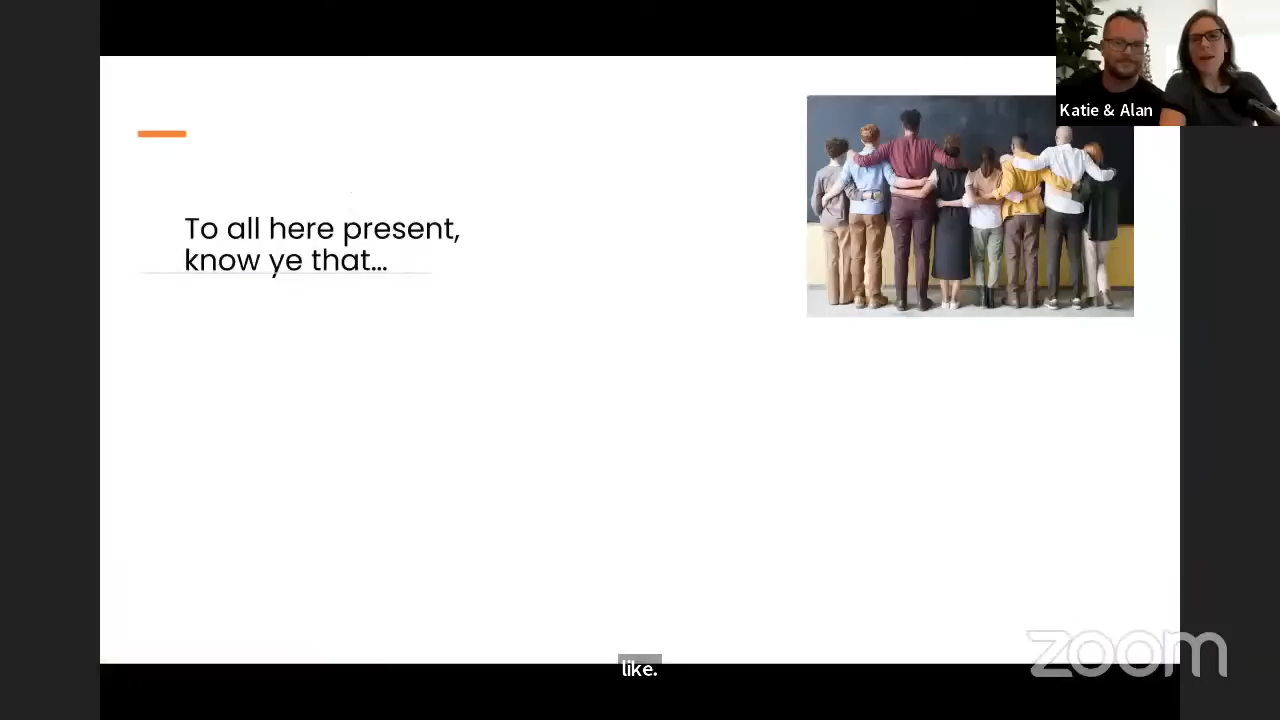 Katie & Alan
To all here present,
know ye that...
zoom
like.